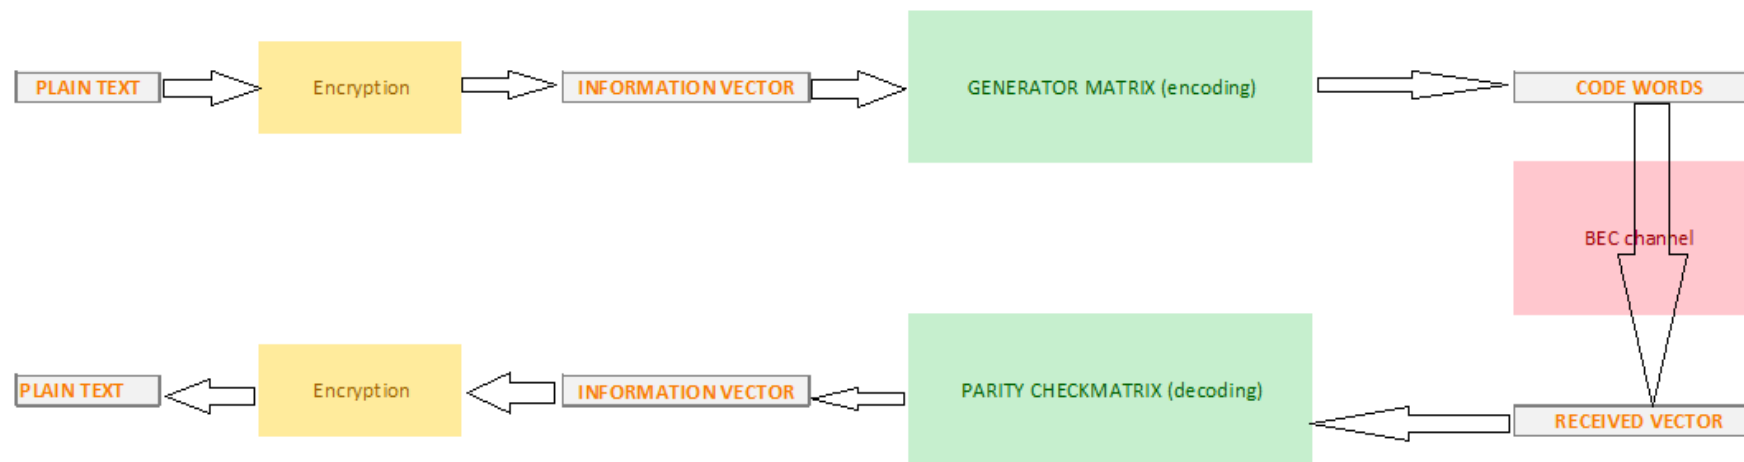 PLAIN TEXT
Encryption
INFORMATION VECTOR
GENERATOR MATRIX (encoding)
CODE WORDS
BEC channel
PLAIN TEXT
Encryption
INFORMATION VECTOR
PARITY CHECKMATRIX (decoding)
RECEIVED VECTOR